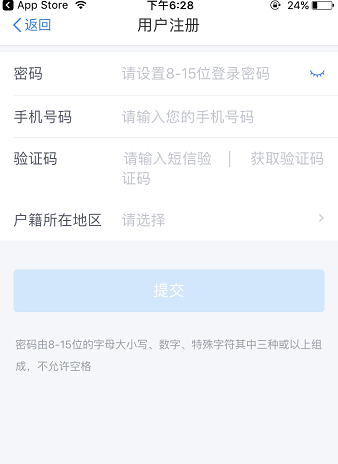 App Store 下午6:28 24%
返回 用户注册
密码 请设置8-15位登录密码
手机号码 请输入您的手机号码
验证码 请输入短信验证码 获取验证码
户籍所在地区 请选择
提交
密码由8-15位的字母大小写、数字、特殊字符其中三种或以上组
成，不允许空格